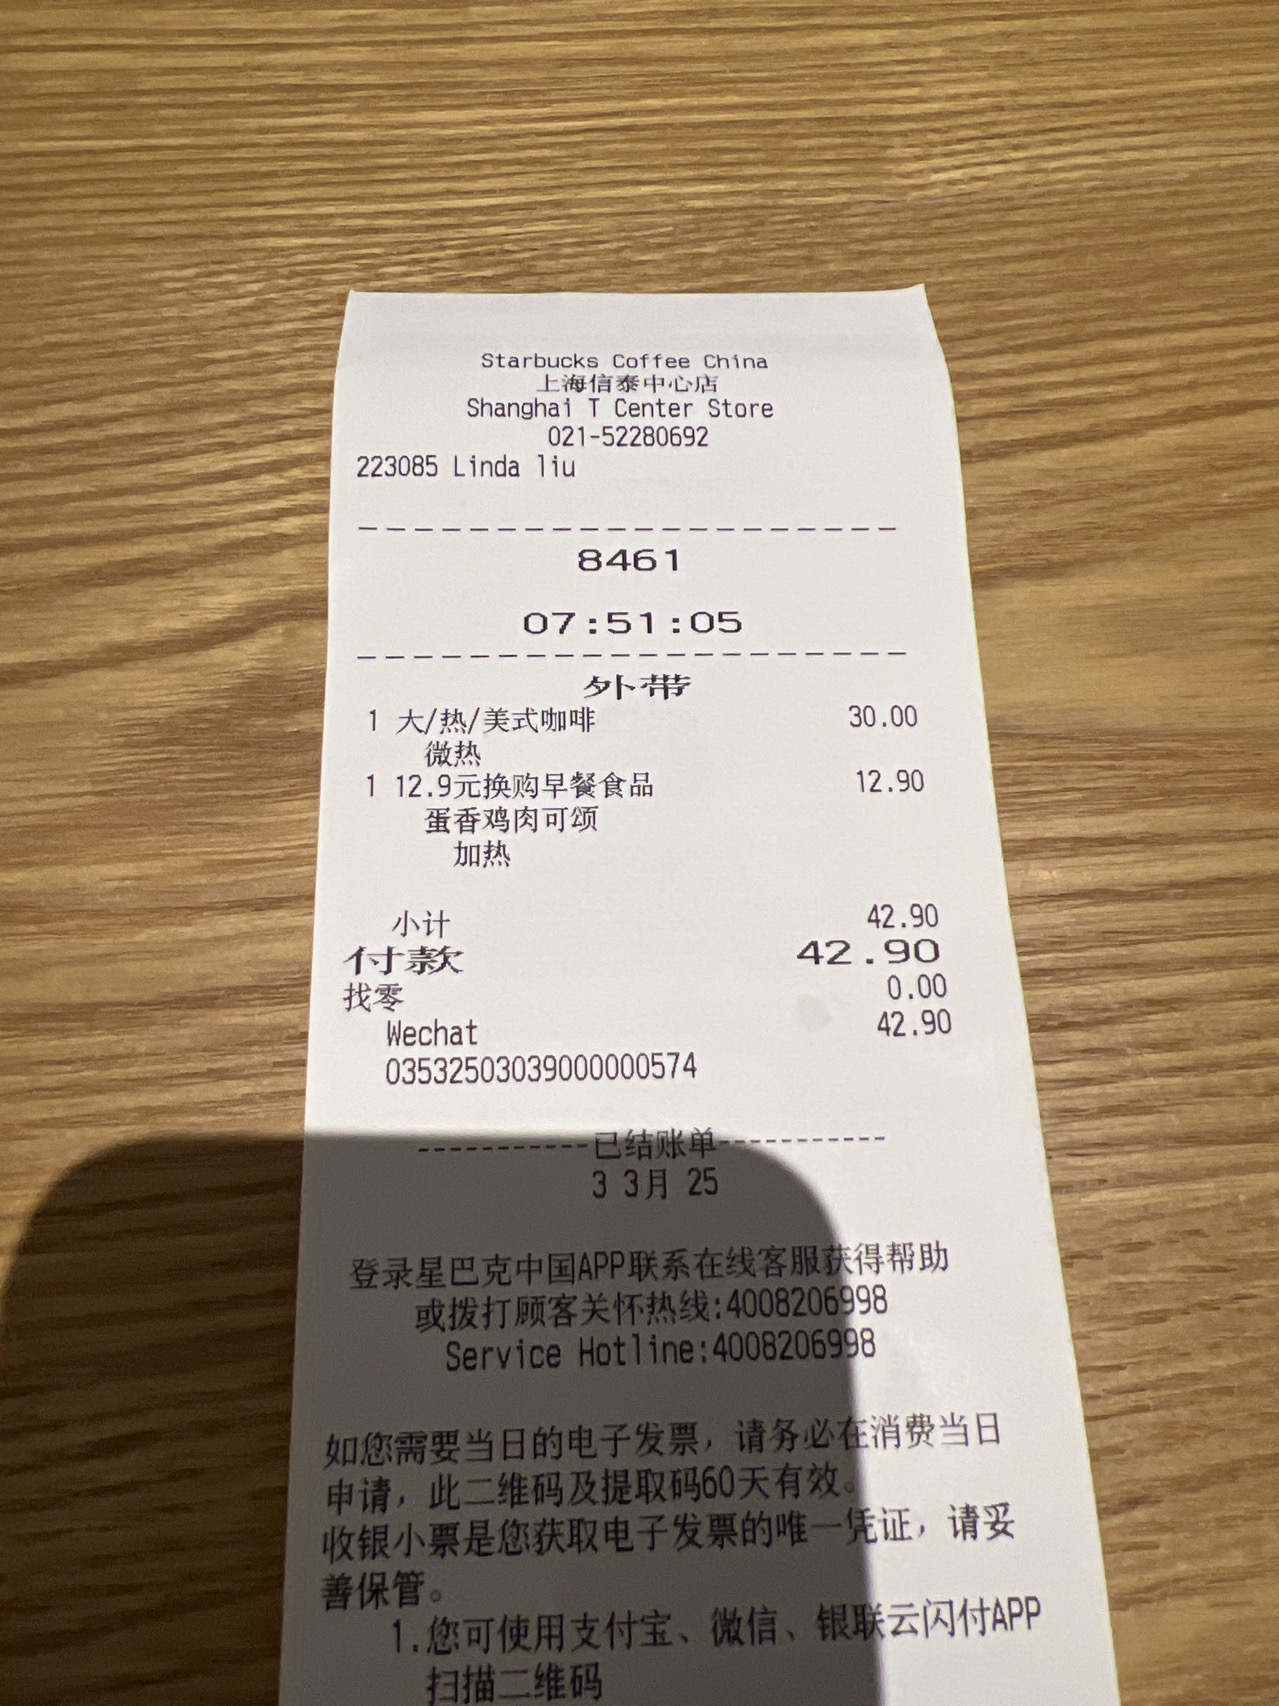 Starbucks Coffee China
上海信泰中心店
Shanghai T Center Store
021-52280692
223085 Linda liu
8461
07:51:05
外带
1 大/热/美式咖啡 30.00
微热
1 12.9元换购早餐食品 12.90
蛋香鸡肉可颂
加热
小计 42.90
付款 42.90
找零 0.00
Wechat 42.90
03532503039000000574
-----------已结账单-----------
3 3月 25
登录星巴克中国APP联系在线客服获得帮助
或拨打顾客关怀热线:4008206998
Service Hotline:4008206998
如您需要当日的电子发票，请务必在消费当日
申请，此二维码及提取码60天有效。
收银小票是您获取电子发票的唯一凭证，请妥
善保管。
1.您可使用支付宝、微信、银联云闪付APP
扫描二维码